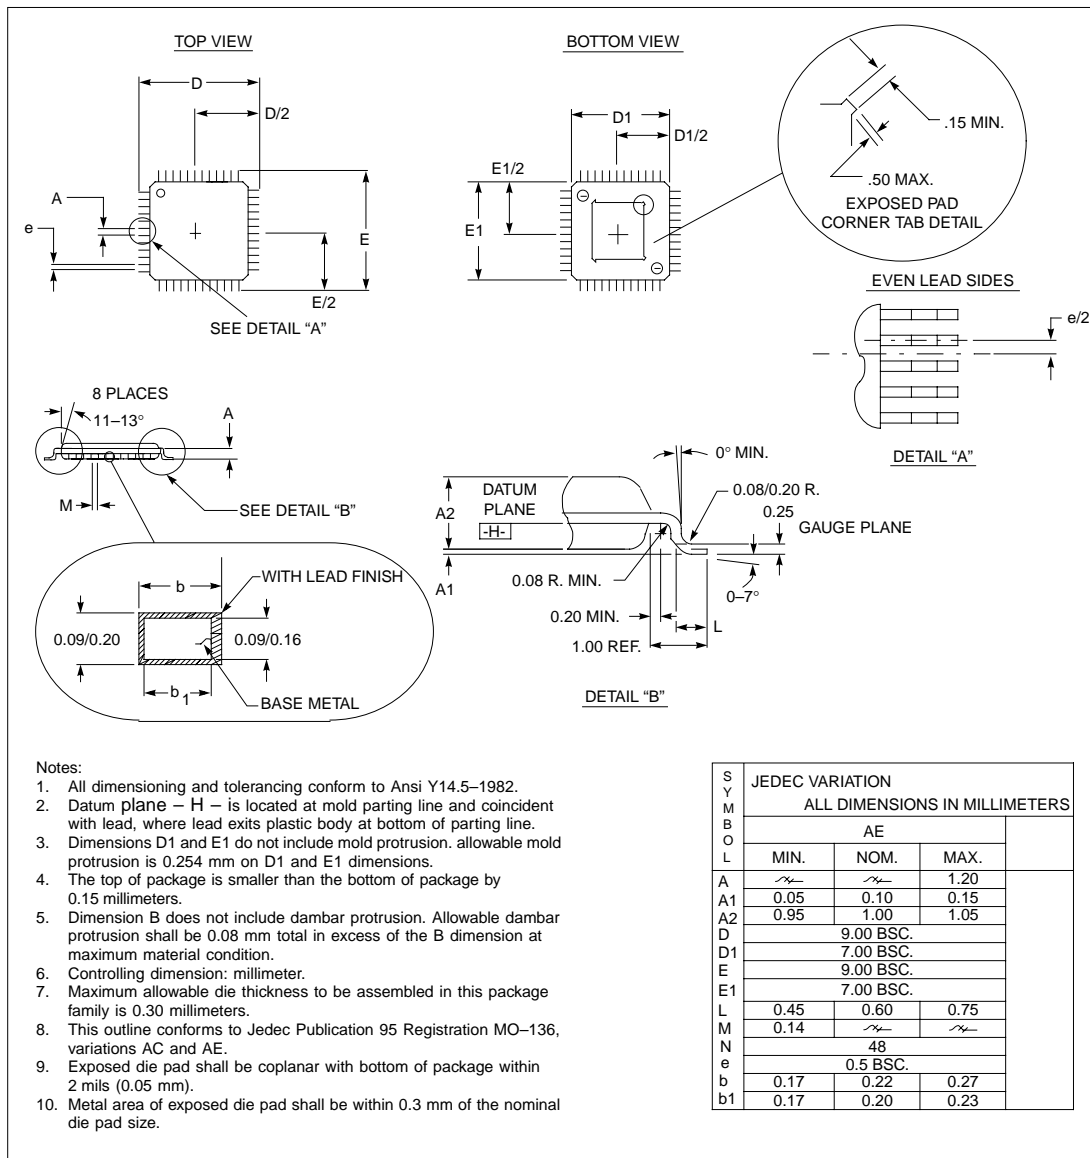 TOP VIEW
D
D/2
A
e
E
E/2
SEE DETAIL “A”
BOTTOM VIEW
D1
D1/2
E1/2
E1
.15 MIN.
.50 MAX.
EXPOSED PAD
CORNER TAB DETAIL
EVEN LEAD SIDES
e/2
DETAIL “A”
8 PLACES
11–13°
A
M
SEE DETAIL “B”
b
WITH LEAD FINISH
0.09/0.20
0.09/0.16
b1
BASE METAL
0° MIN.
DATUM
PLANE
-H-
A2
A1
0.08/0.20 R.
0.25
GAUGE PLANE
0.08 R. MIN.
0–7°
0.20 MIN.
L
1.00 REF.
DETAIL “B”
Notes:
1. All dimensioning and tolerancing conform to Ansi Y14.5–1982.
2. Datum plane – H – is located at mold parting line and coincident
with lead, where lead exits plastic body at bottom of parting line.
3. Dimensions D1 and E1 do not include mold protrusion. allowable mold
protrusion is 0.254 mm on D1 and E1 dimensions.
4. The top of package is smaller than the bottom of package by
0.15 millimeters.
5. Dimension B does not include dambar protrusion. Allowable dambar
protrusion shall be 0.08 mm total in excess of the B dimension at
maximum material condition.
6. Controlling dimension: millimeter.
7. Maximum allowable die thickness to be assembled in this package
family is 0.30 millimeters.
8. This outline conforms to Jedec Publication 95 Registration MO–136,
variations AC and AE.
9. Exposed die pad shall be coplanar with bottom of package within
2 mils (0.05 mm).
10. Metal area of exposed die pad shall be within 0.3 mm of the nominal
die pad size.
SYMBOL
JEDEC VARIATION
ALL DIMENSIONS IN MILLIMETERS
AE
MIN. NOM. MAX.
A 1.20
A1 0.05 0.10 0.15
A2 0.95 1.00 1.05
D 9.00 BSC.
D1 7.00 BSC.
E 9.00 BSC.
E1 7.00 BSC.
L 0.45 0.60 0.75
M 0.14
N 48
e 0.5 BSC.
b 0.17 0.22 0.27
b1 0.17 0.20 0.23